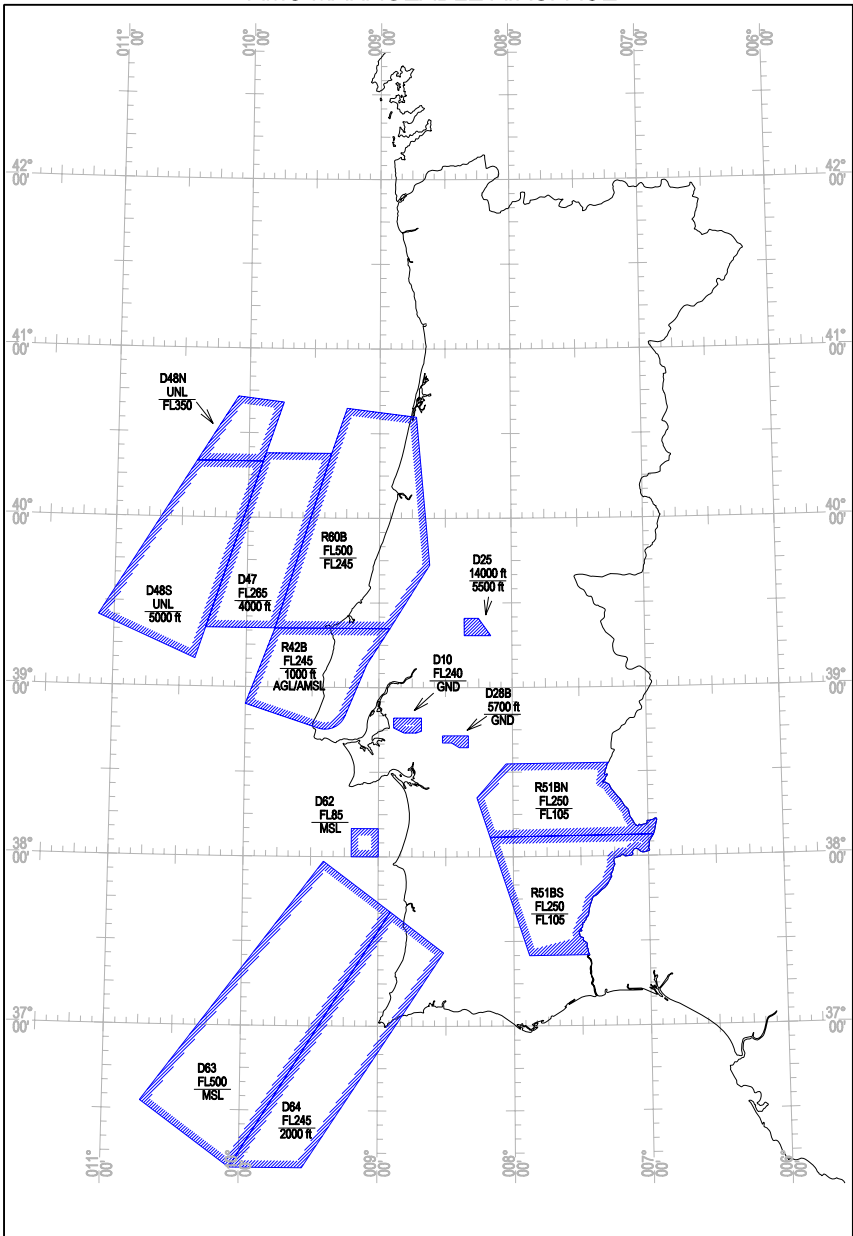 011°
00'
010°
00'
009°
00'
008°
00'
007°
00'
006°
00'
42°
00'
42°
00'
41°
00'
41°
00'
D48N
UNL
FL350
40°
00'
40°
00'
R60B
FL500
FL245
D25
14000 ft
5500 ft
D47
FL265
4000 ft
D48S
UNL
5000 ft
39°
00'
39°
00'
R42B
FL245
1000 ft
AGL/AMSL
D10
FL240
GND
D28B
5700 ft
GND
R51BN
FL250
FL105
D62
FL85
MSL
38°
00'
38°
00'
R51BS
FL250
FL105
37°
00'
37°
00'
D63
FL500
MSL
D64
FL245
2000 ft
011°
00'
010°
00'
009°
00'
008°
00'
007°
00'
006°
00'